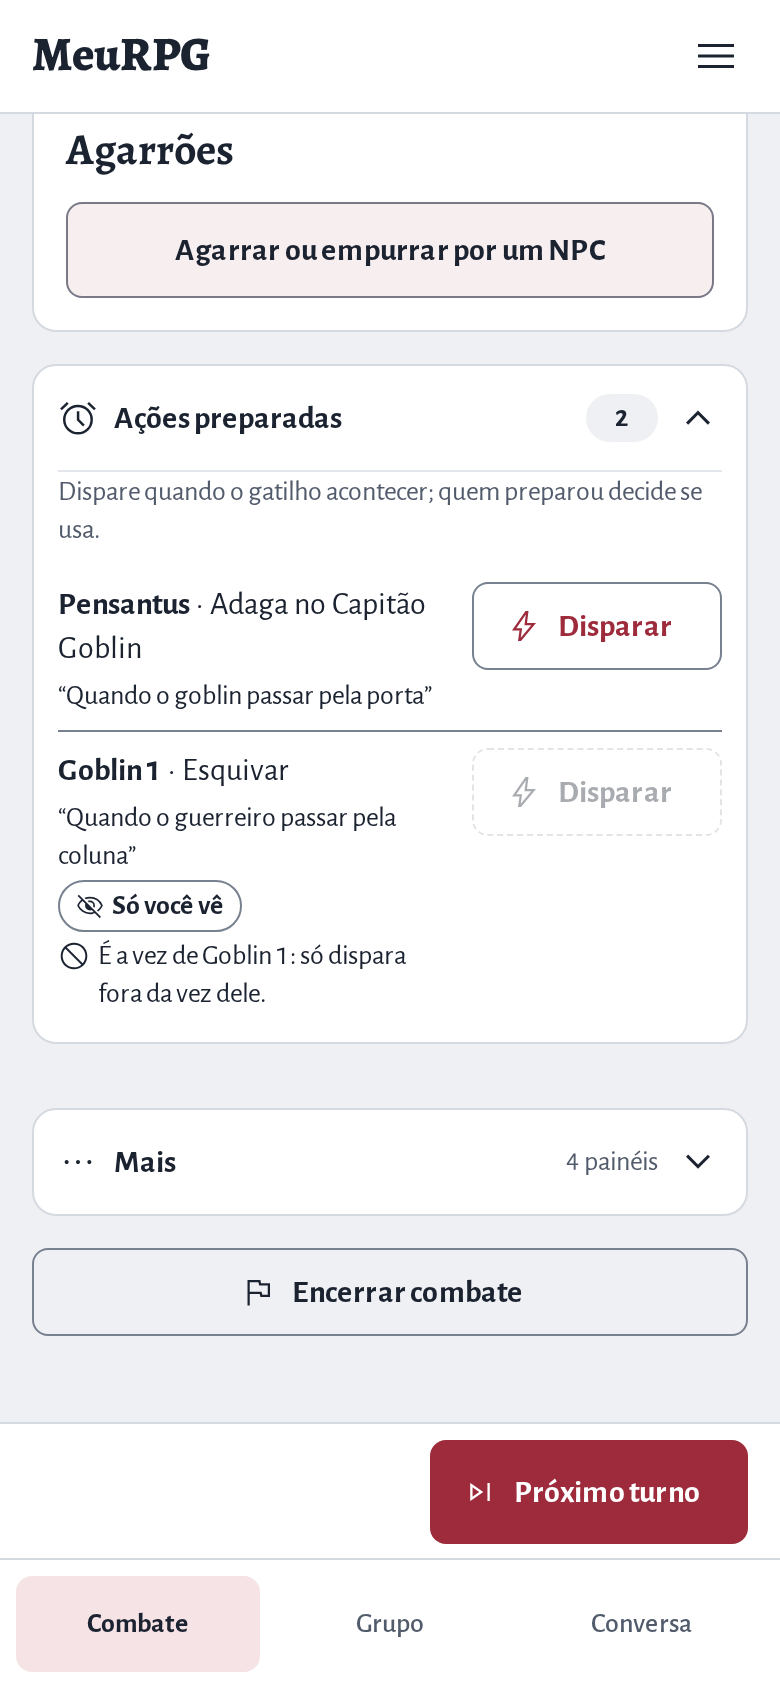 MeuRPG
Agarrões
Agarrar ou empurrar por um NPC
Ações preparadas
2
Dispare quando o gatilho acontecer; quem preparou decide se
usa.
Pensantus · Adaga no Capitão
Goblin
Disparar
“Quando o goblin passar pela porta”
Goblin 1 · Esquivar
Disparar
“Quando o guerreiro passar pela
coluna”
Só você vê
É a vez de Goblin 1: só dispara
fora da vez dele.
Mais
4 painéis
Encerrar combate
Próximo turno
Combate
Grupo
Conversa